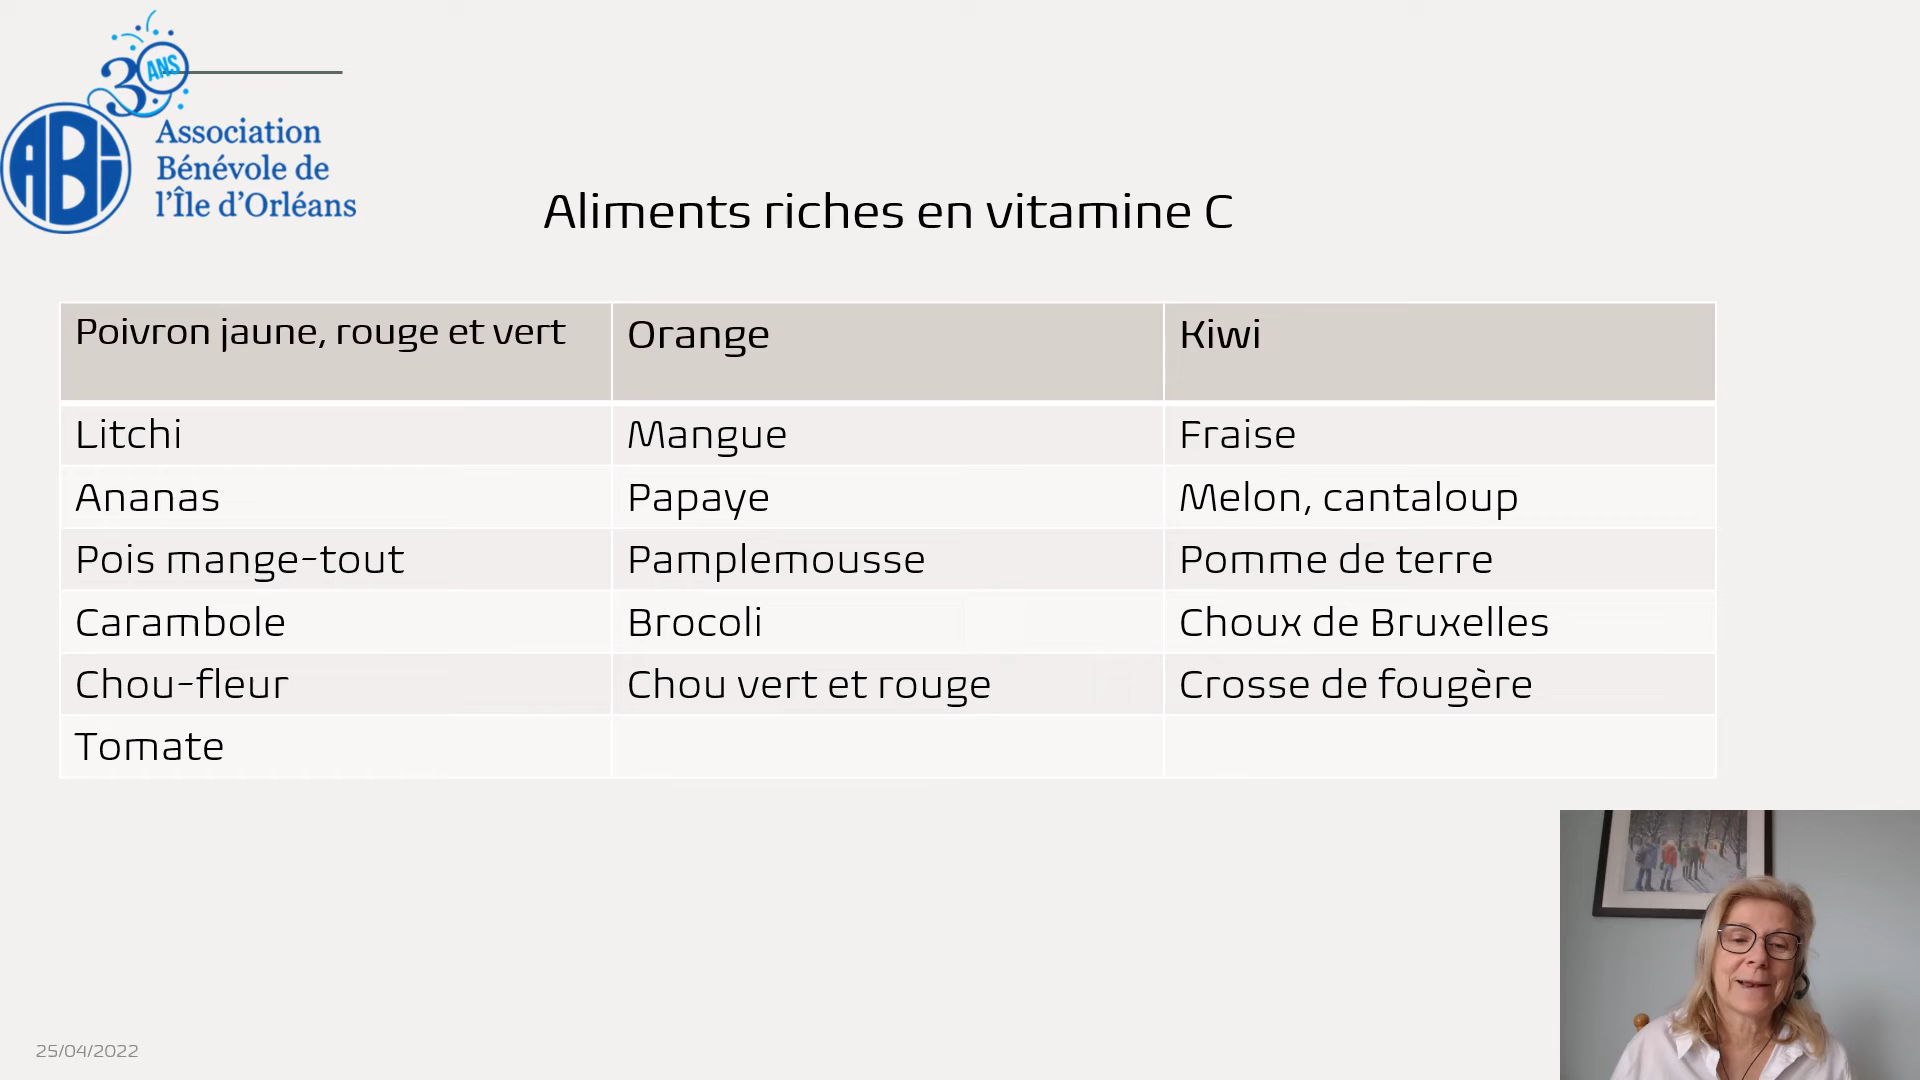 30 ANS
ABI
Association
Bénévole de
l'Île d'Orléans
Aliments riches en vitamine C
Poivron jaune, rouge et vert Orange Kiwi
Litchi Mangue Fraise
Ananas Papaye Melon, cantaloup
Pois mange-tout Pamplemousse Pomme de terre
Carambole Brocoli Choux de Bruxelles
Chou-fleur Chou vert et rouge Crosse de fougère
Tomate
25/04/2022